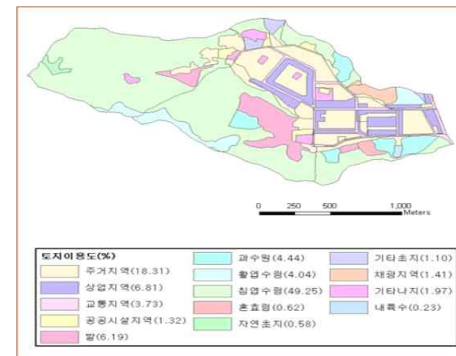 0 250 500 1,000
Meters
토지이용도(%)
주거지역(18.31)
상업지역(6.81)
교통지역(3.73)
공공시설지역(1.32)
밭(6.19)
과수원(4.44)
활엽수림(4.04)
침엽수림(49.25)
혼효림(0.62)
자연초지(0.58)
기타초지(1.10)
채광지역(1.41)
기타나지(1.97)
내륙수(0.23)